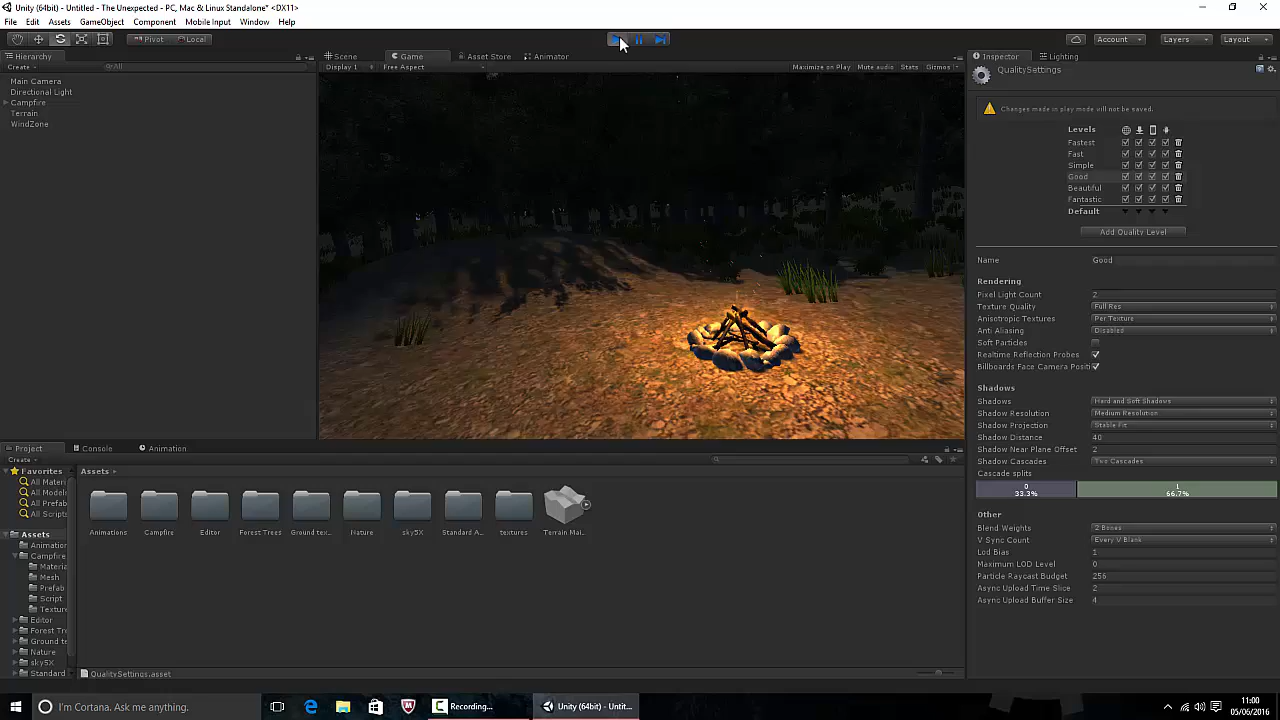 Unity (64bit) - Untitled - The Unexpected - PC, Mac & Linux Standalone* <DX11>
File Edit Assets GameObject Component Mobile Input Window Help
Pivot Local Account Layers Layout
Hierarchy
Create All
Main Camera
Directional Light
Campfire
Terrain
WindZone
Scene Game Asset Store Animator
Display 1 Free Aspect Maximize on Play Mute audio Stats Gizmos
Inspector Lighting
QualitySettings
Changes made in play mode will not be saved.
Levels
Fastest
Fast
Simple
Good
Beautiful
Fantastic
Default
Add Quality Level
Name Good
Rendering
Pixel Light Count 2
Texture Quality Full Res
Anisotropic Textures Per Texture
Anti Aliasing Disabled
Soft Particles
Realtime Reflection Probes
Billboards Face Camera Positi
Shadows
Shadows Hard and Soft Shadows
Shadow Resolution Medium Resolution
Shadow Projection Stable Fit
Shadow Distance 40
Shadow Near Plane Offset 2
Shadow Cascades Two Cascades
Cascade splits
0 1
33.3% 66.7%
Other
Blend Weights 2 Bones
V Sync Count Every V Blank
Lod Bias 1
Maximum LOD Level 0
Particle Raycast Budget 256
Async Upload Time Slice 2
Async Upload Buffer Size 4
Project Console Animation
Create
Favorites
All Materi
All Model
All Prefab
All Script
Assets
Animation
Campfire
Materia
Mesh
Prefab
Script
Texture
Editor
Forest Tre
Ground te
Nature
sky5X
Standard
Assets
Animations Campfire Editor Forest Trees Ground tex... Nature sky5X Standard A... textures Terrain Mai...
QualitySettings.asset
I'm Cortana. Ask me anything.
Recording...
Unity (64bit) - Untit...
11:00
05/06/2016